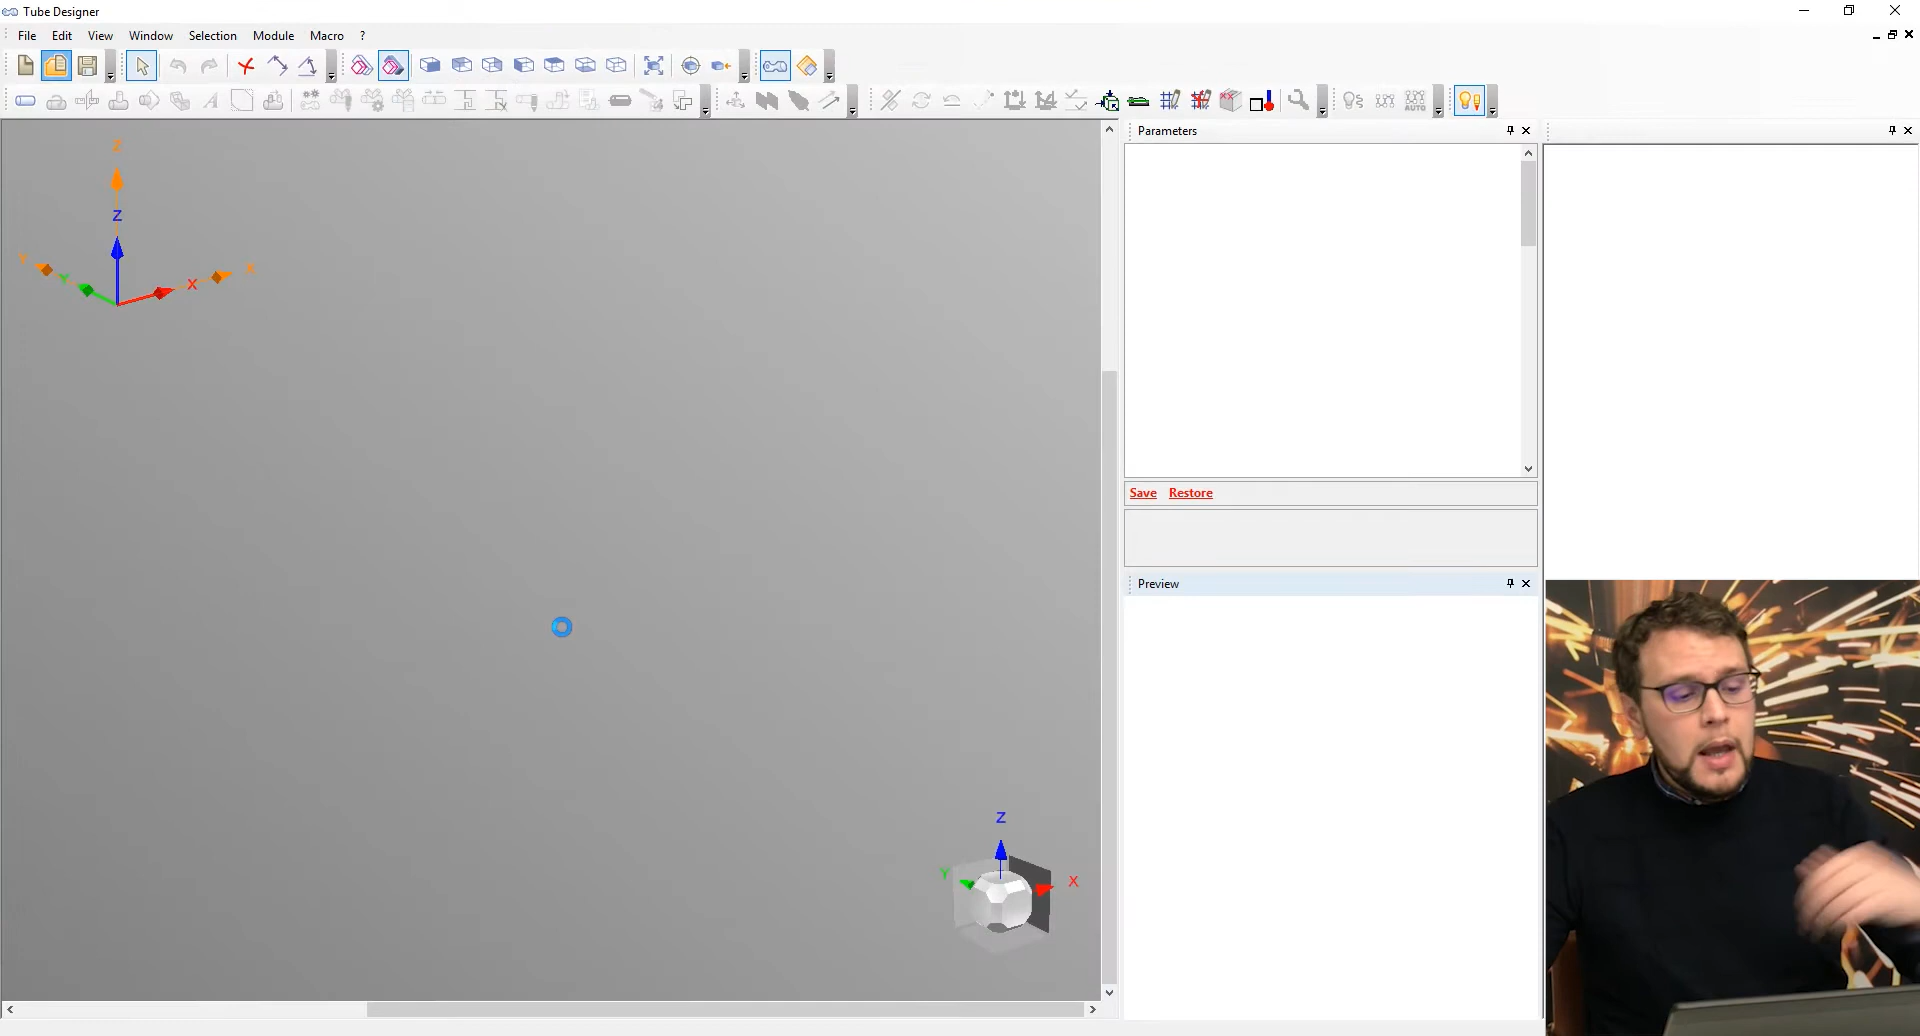 Tube Designer
File Edit View Window Selection Module Macro ?
Parameters
Z
Z
Y
Y
X
X
Save Restore
Preview
Z
Y
X